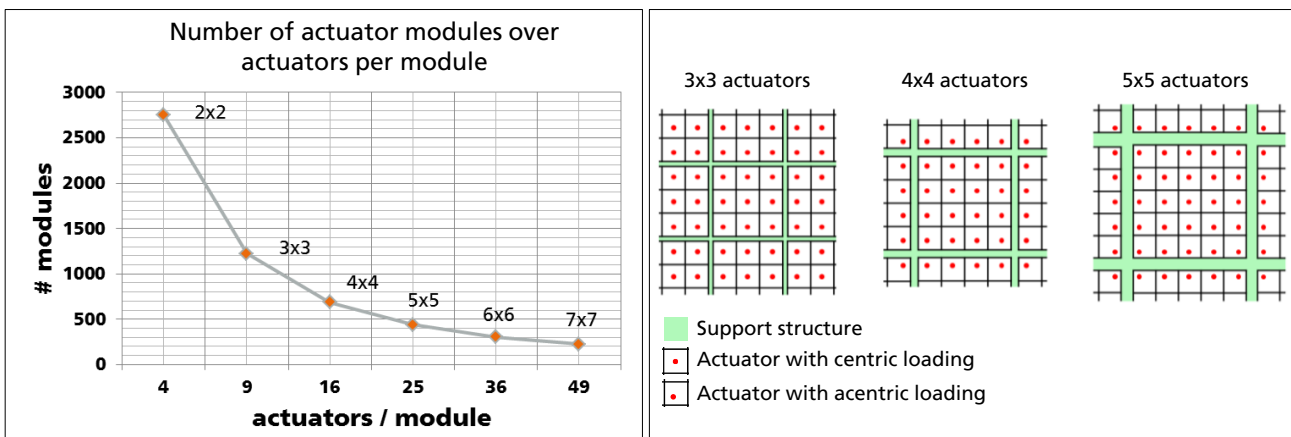 Number of actuator modules over
actuators per module
# modules
3000
2500
2000
1500
1000
500
0
2x2
3x3
4x4
5x5
6x6
7x7
4 9 16 25 36 49
actuators / module
3x3 actuators 4x4 actuators 5x5 actuators
Support structure
Actuator with centric loading
Actuator with acentric loading